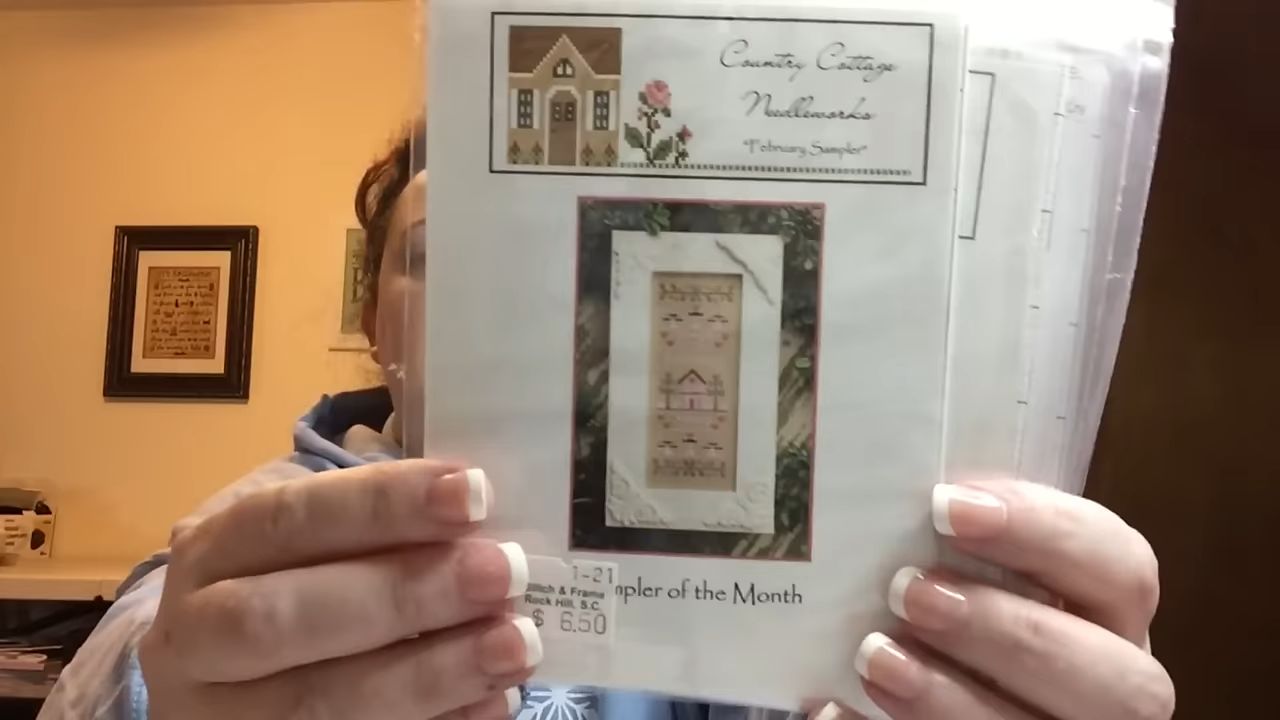 Country Cottage
Needleworks
"February Sampler"
mpler of the Month
1-21
Stitch & Frame
Rock Hill, S.C.
$ 6.50